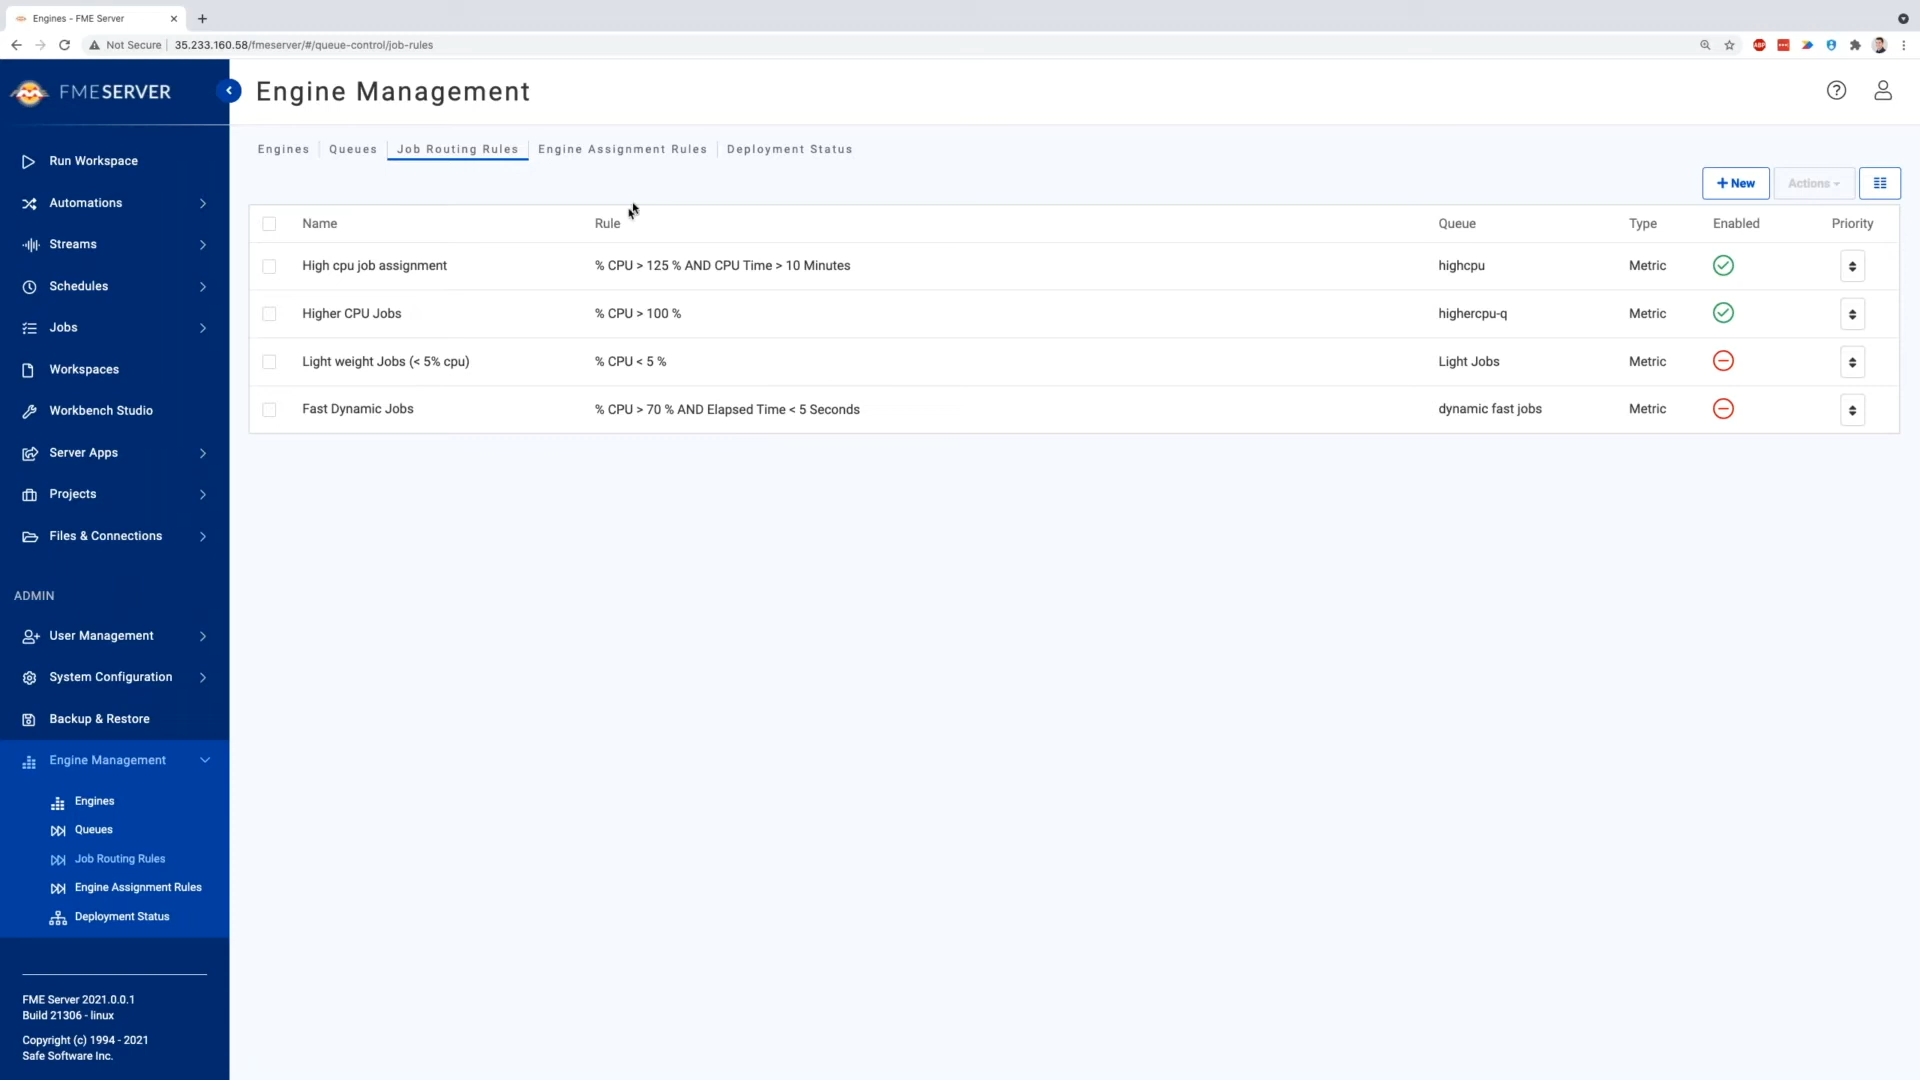 Engines - FME Server
Not Secure
35.233.160.58/fmeserver/#/queue-control/job-rules
ABP
FMESERVER
Engine Management
Run Workspace
Automations
Streams
Schedules
Jobs
Workspaces
Workbench Studio
Server Apps
Projects
Files & Connections
ADMIN
User Management
System Configuration
Backup & Restore
Engine Management
Engines
Queues
Job Routing Rules
Engine Assignment Rules
Deployment Status
FME Server 2021.0.0.1
Build 21306 - linux
Copyright (c) 1994 - 2021
Safe Software Inc.
Engines Queues Job Routing Rules Engine Assignment Rules Deployment Status
+ New Actions
Name Rule Queue Type Enabled Priority
High cpu job assignment % CPU > 125 % AND CPU Time > 10 Minutes highcpu Metric
Higher CPU Jobs % CPU > 100 % highercpu-q Metric
Light weight Jobs (< 5% cpu) % CPU < 5 % Light Jobs Metric
Fast Dynamic Jobs % CPU > 70 % AND Elapsed Time < 5 Seconds dynamic fast jobs Metric